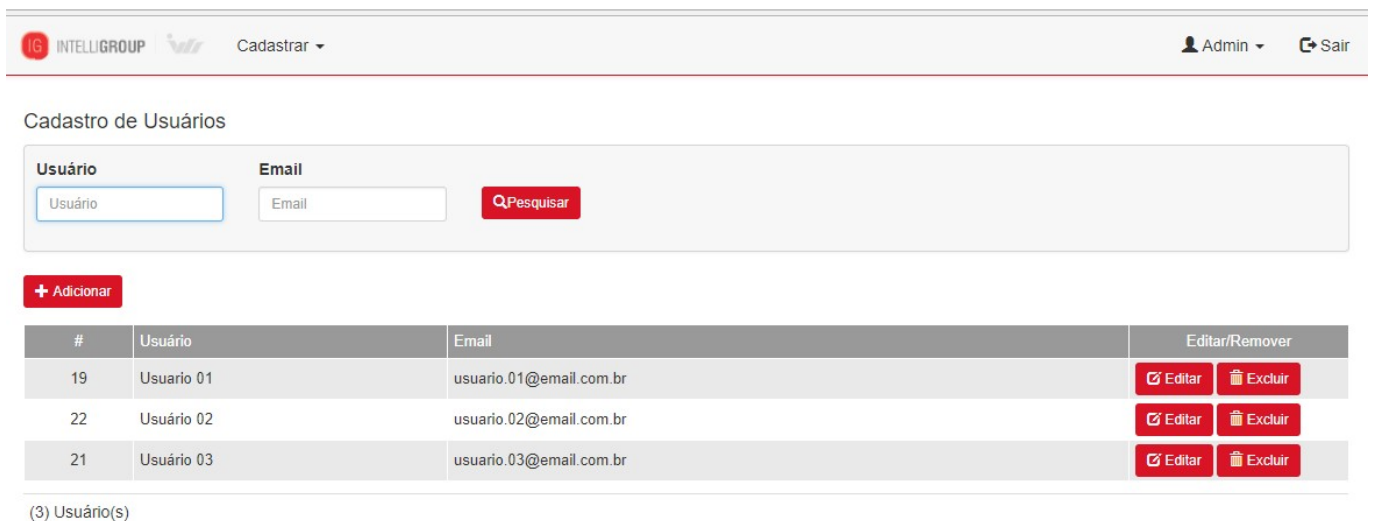 IG INTELLIGROUP Cadastrar Admin Sair
Cadastro de Usuários
Usuário Email
Usuário Email Pesquisar
Adicionar
# Usuário Email Editar/Remover
19 Usuario 01 usuario.01@email.com.br Editar Excluir
22 Usuário 02 usuario.02@email.com.br Editar Excluir
21 Usuário 03 usuario.03@email.com.br Editar Excluir
(3) Usuário(s)